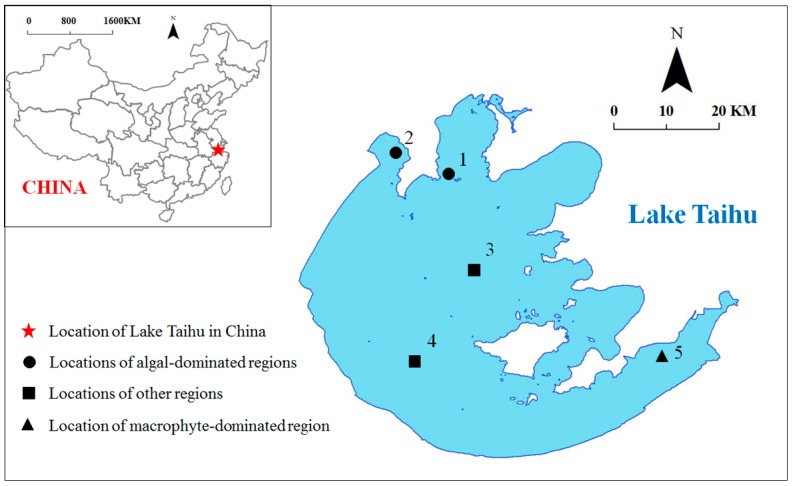 N
0 800 1600KM
CHINA
N
0 10 20 KM
2
1
Lake Taihu
3
4
5
Location of Lake Taihu in China
Locations of algal-dominated regions
Locations of other regions
Location of macrophyte-dominated region